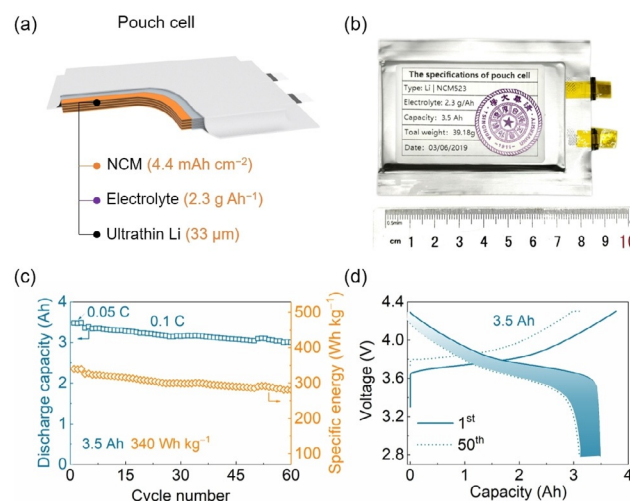 (a)
Pouch cell
NCM (4.4 mAh cm⁻²)
Electrolyte (2.3 g Ah⁻¹)
Ultrathin Li (33 μm)
(b)
The specifications of pouch cell
Type: Li | NCM523
Electrolyte: 2.3 g/Ah
Capacity: 3.5 Ah
Toal weight: 39.18g
Date: 03/06/2019
0.5mm
cm 1 2 3 4 5 6 7 8 9 10
(c)
Discharge capacity (Ah)
4
3
2
1
0
0.05 C
0.1 C
3.5 Ah 340 Wh kg⁻¹
0 15 30 45 60
Cycle number
500
400
300
200
100
Specific energy (Wh kg⁻¹)
(d)
Voltage (V)
4.4
4.0
3.6
3.2
2.8
3.5 Ah
1st
50th
0 1 2 3 4
Capacity (Ah)